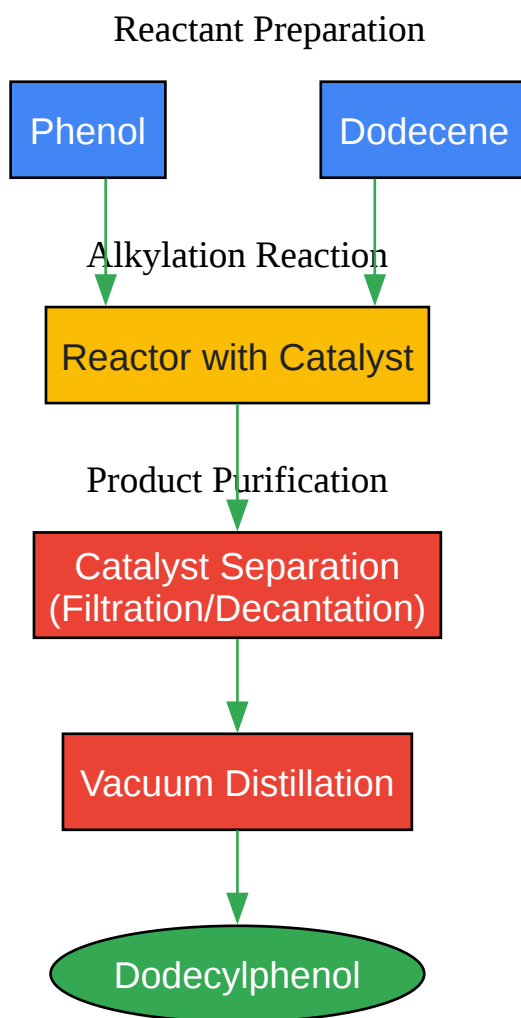 Reactant Preparation
Phenol
Dodecene
Alkylation Reaction
Reactor with Catalyst
Product Purification
Catalyst Separation
(Filtration/Decantation)
Vacuum Distillation
Dodecylphenol